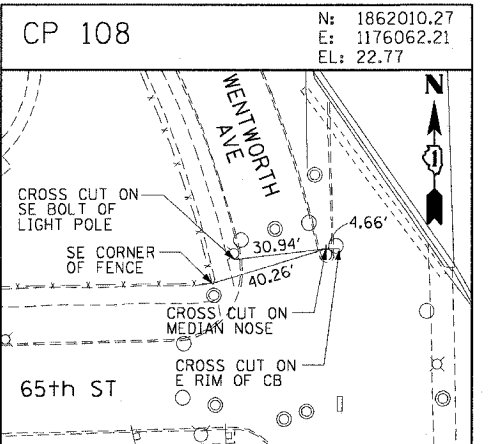 CP 108
N: 1862010.27
E: 1176062.21
EL: 22.77
N
1
WENTWORTH
AVE
CROSS CUT ON
SE BOLT OF
LIGHT POLE
4.66'
30.94'
SE CORNER
OF FENCE
40.26'
CROSS CUT ON
MEDIAN NOSE
CROSS CUT ON
E RIM OF CB
65th ST